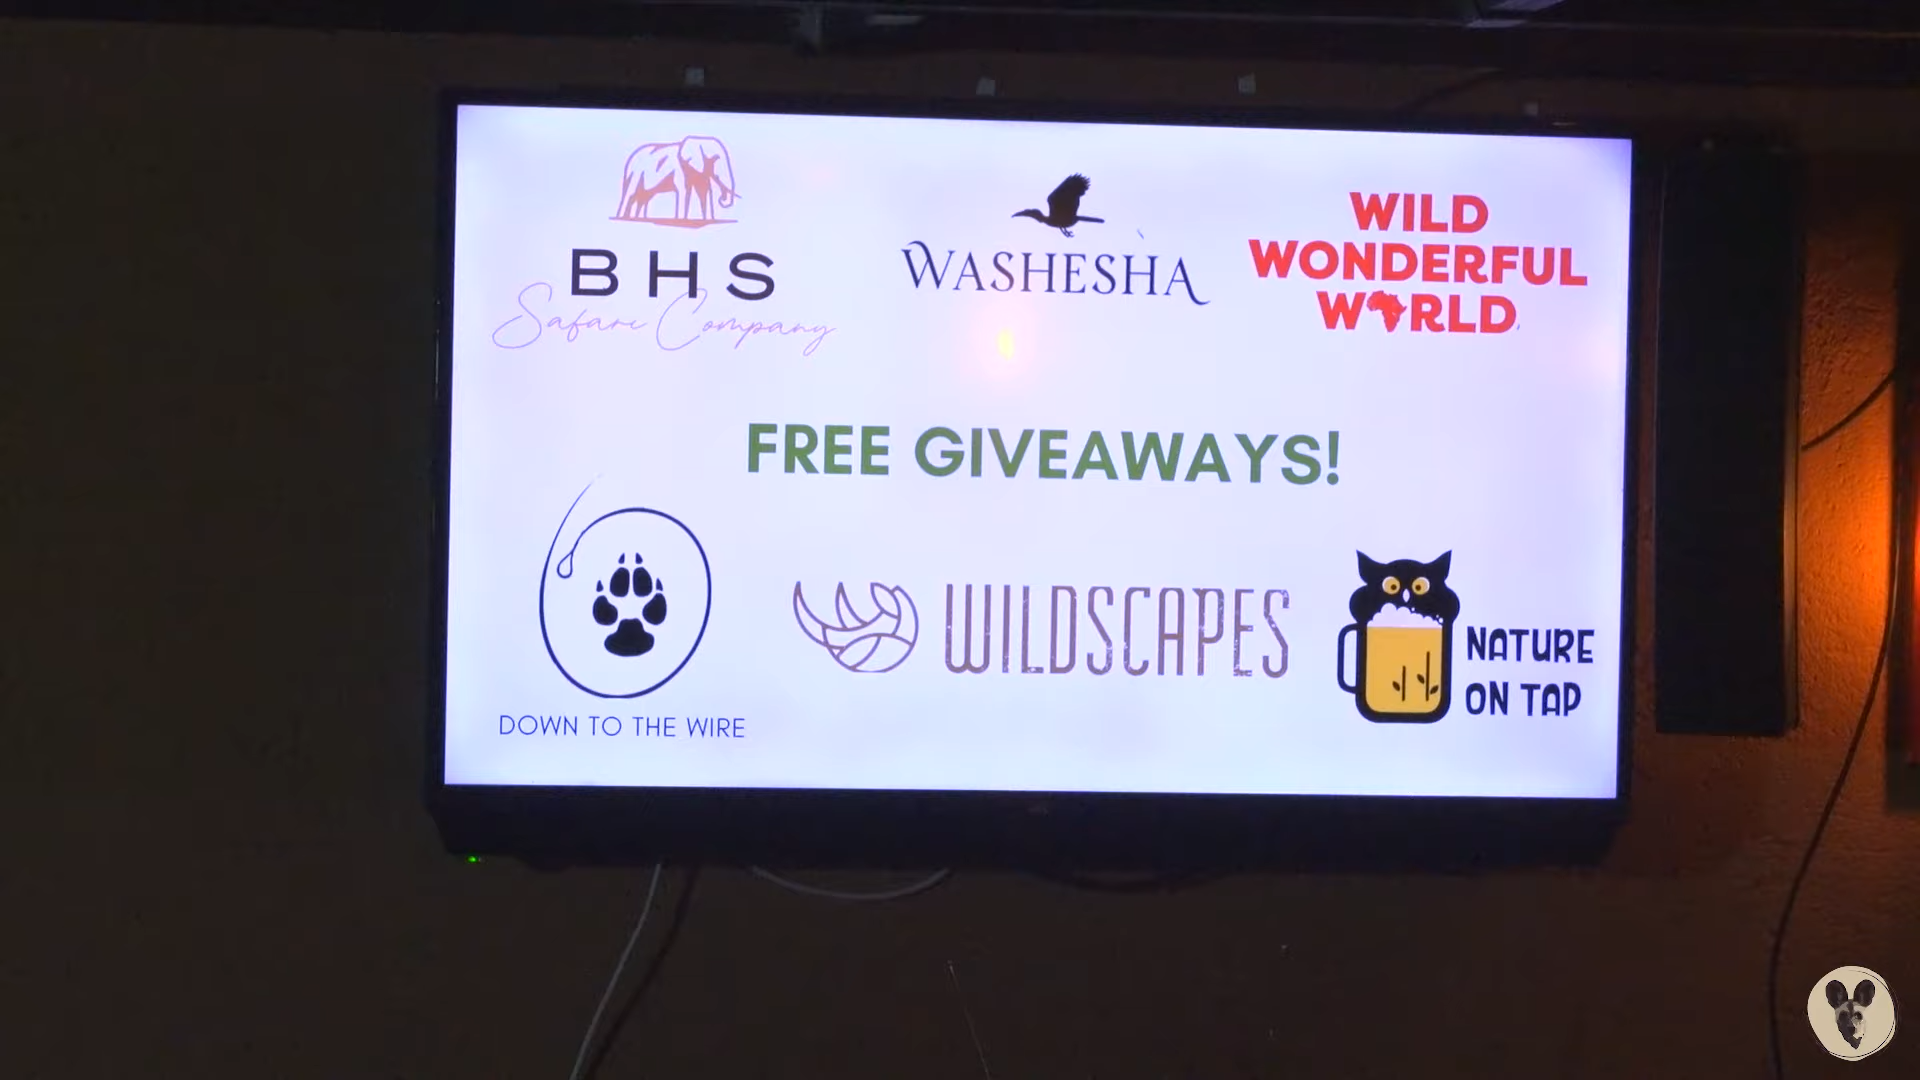 BHS
Safari Company
WASHESHA
WILD
WONDERFUL
WORLD
FREE GIVEAWAYS!
DOWN TO THE WIRE
WILDSCAPES
NATURE
ON TAP